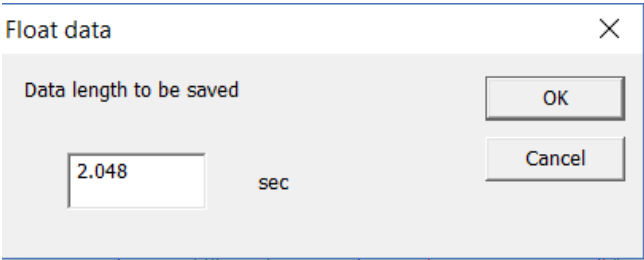 Float data
Data length to be saved
OK
Cancel
2.048
sec